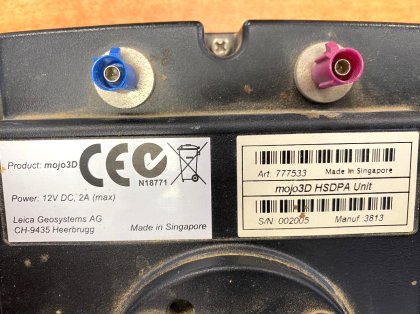 Product: mojo3D
CE
N18771
Power: 12V DC, 2A (max)
Leica Geosystems AG
CH-9435 Heerbrugg
Made in Singapore
Art. 777533 Made in Singapore
mojo3D HSDPA Unit
S/N: 002005 Manuf. 3813